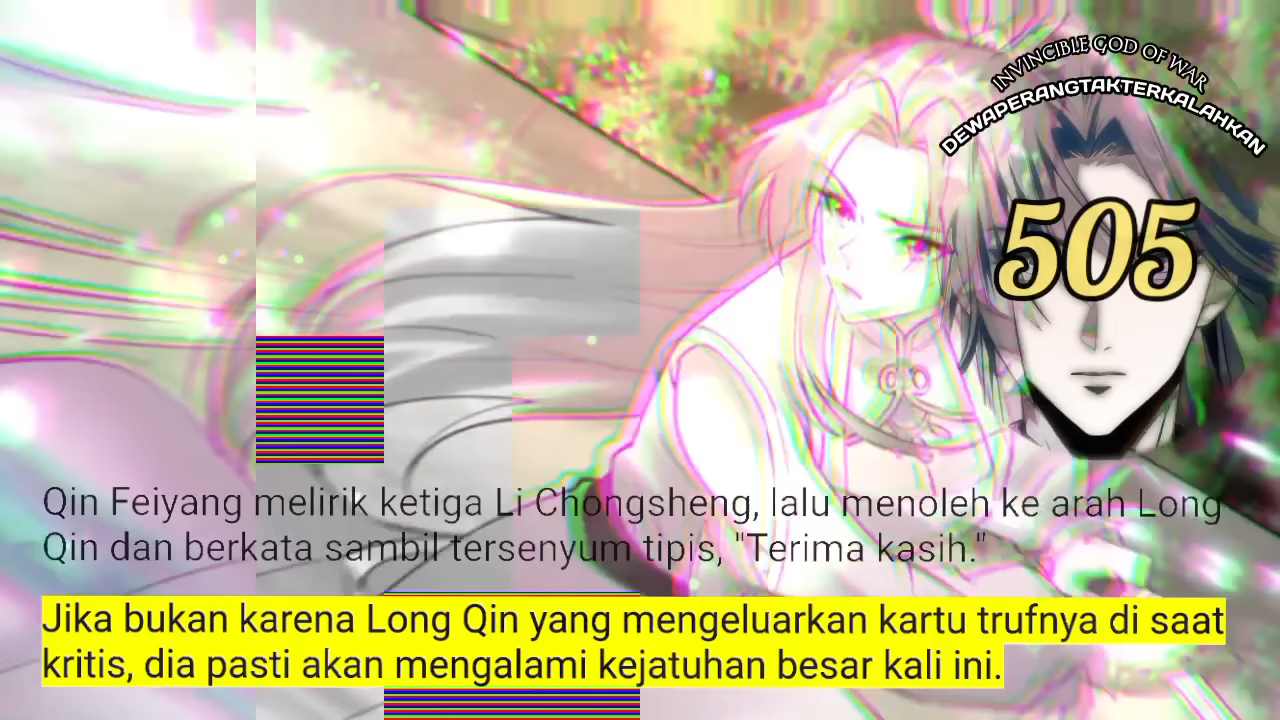 INVINCIBLE GOD OF WAR
DEWAPERANGTAKTERKALAHKAN
505
Qin Feiyang melirik ketiga Li Chongsheng, lalu menoleh ke arah Long
Qin dan berkata sambil tersenyum tipis, "Terima kasih."
Jika bukan karena Long Qin yang mengeluarkan kartu trufnya di saat
kritis, dia pasti akan mengalami kejatuhan besar kali ini.